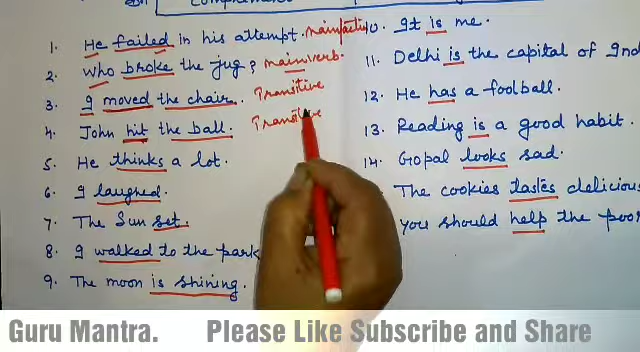 1. He failed in his attempt.
2. Who broke the jug? main verb.
3. I moved the chair. Transitive
4. John hit the ball. Transitive
5. He thinks a lot.
6. I laughed.
7. The Sun set.
8. I walked to the park
9. The moon is shining.
10. It is me.
11. Delhi is the capital of Ind
12. He has a football.
13. Reading is a good habit.
14. Gopal looks sad.
The cookies tastes delicious
you should help the poor
Guru Mantra. Please Like Subscribe and Share